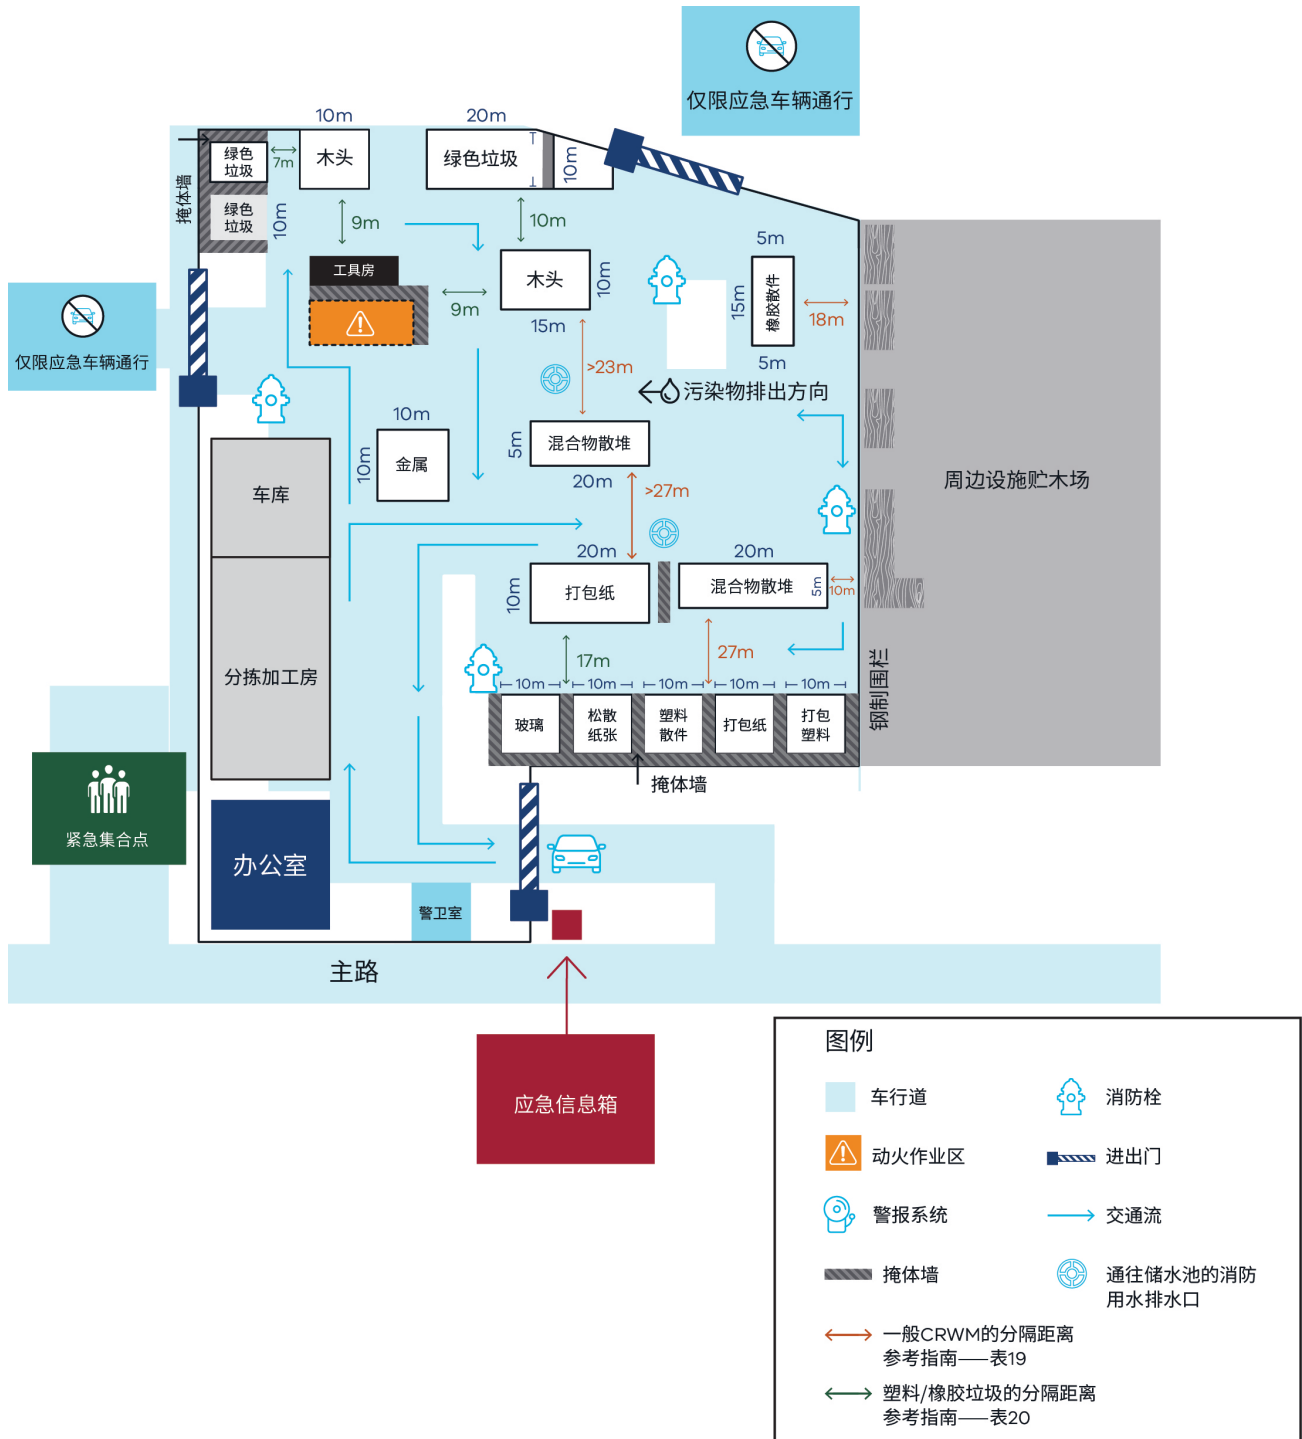 仅限应急车辆通行
10m
20m
绿色
垃圾
7m
木头
绿色垃圾
10m
掩体墙
绿色
垃圾
10m
9m
10m
5m
工具房
木头
10m
15m
橡胶散件
18m
9m
15m
5m
仅限应急车辆通行
>23m
污染物排出方向
10m
10m
金属
5m
混合物散堆
20m
>27m
周边设施贮木场
车库
20m
20m
10m
打包纸
混合物散堆
5m
10m
17m
27m
分拣加工房
钢制围栏
10m
10m
10m
10m
10m
玻璃
松散
纸张
塑料
散件
打包纸
打包
塑料
掩体墙
紧急集合点
办公室
警卫室
主路
应急信息箱
图例
车行道
消防栓
动火作业区
进出门
警报系统
交通流
掩体墙
通往储水池的消防
用水排水口
一般CRWM的分隔距离
参考指南——表19
塑料/橡胶垃圾的分隔距离
参考指南——表20